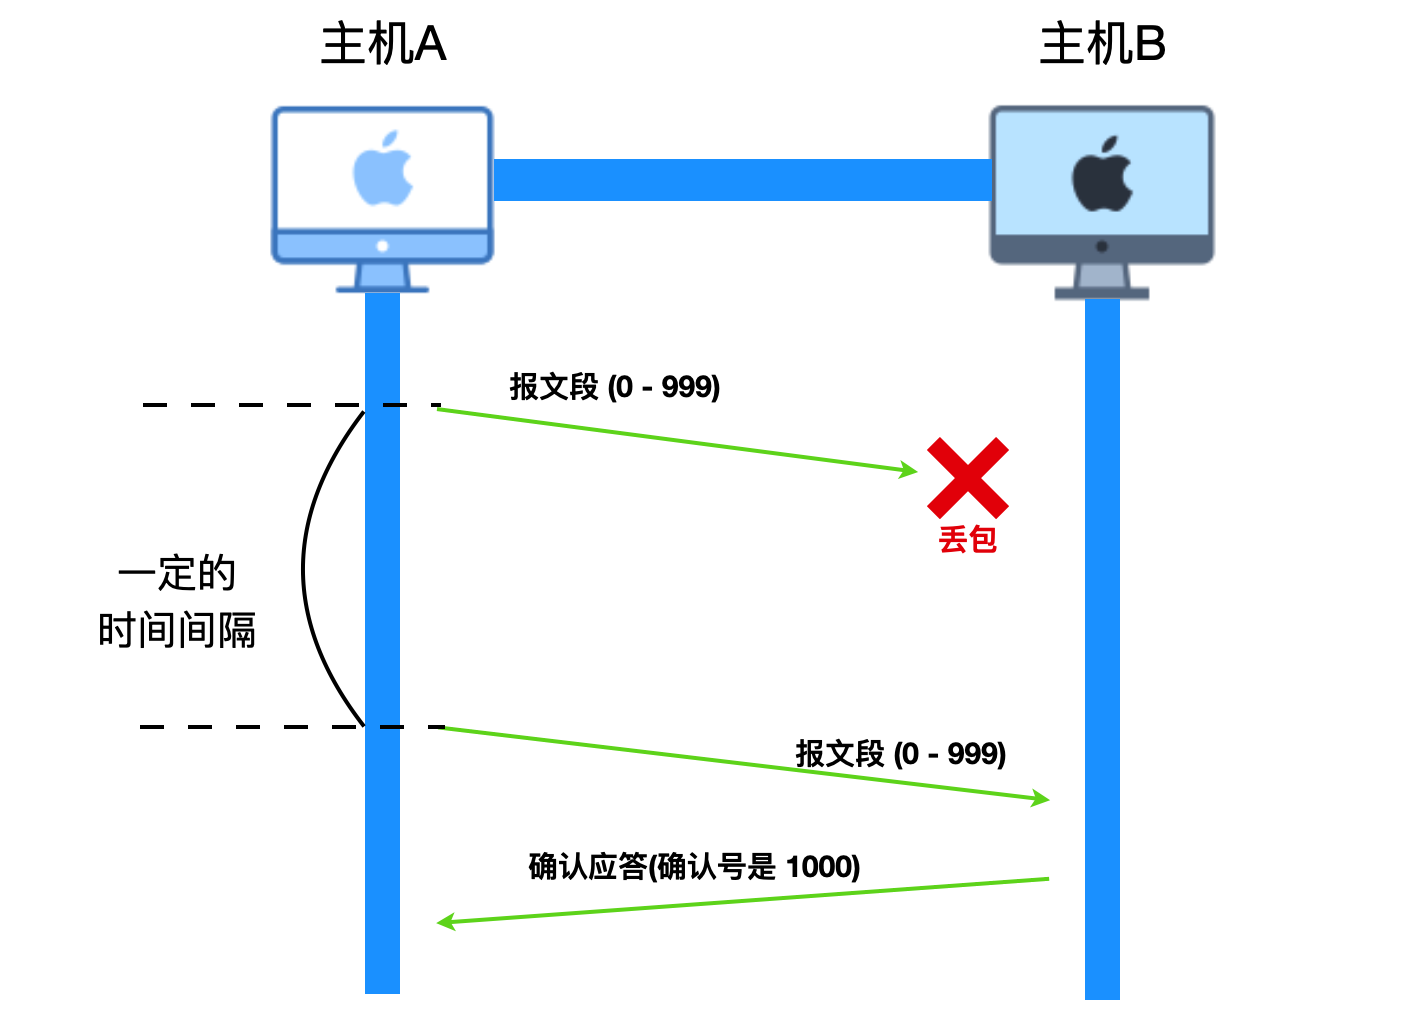 主机A
主机B
报文段 (0 - 999)
丢包
一定的
时间间隔
报文段 (0 - 999)
确认应答(确认号是 1000)